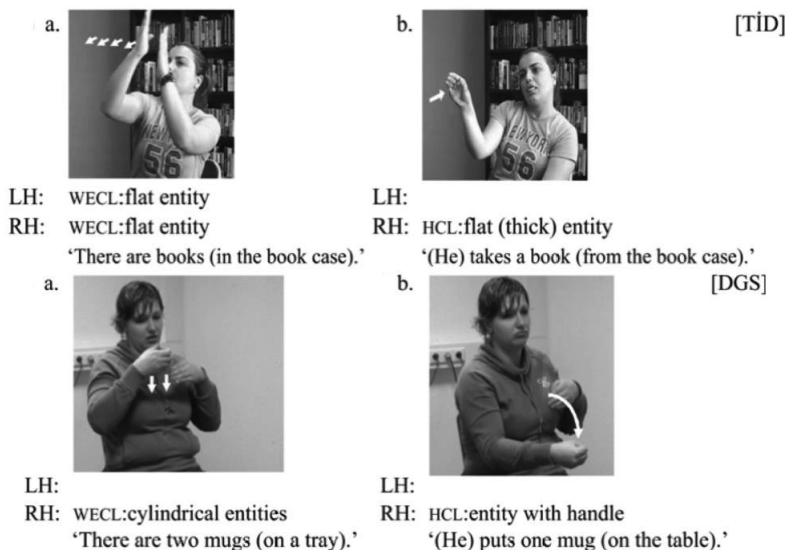 a. b. [TİD]
LH: WECL:flat entity LH:
RH: WECL:flat entity RH: HCL:flat (thick) entity
‘There are books (in the book case).’ ‘(He) takes a book (from the book case).’
a. b. [DGS]
LH: LH:
RH: WECL:cylindrical entities RH: HCL:entity with handle
‘There are two mugs (on a tray).’ ‘(He) puts one mug (on the table).’
NEWYORK
56